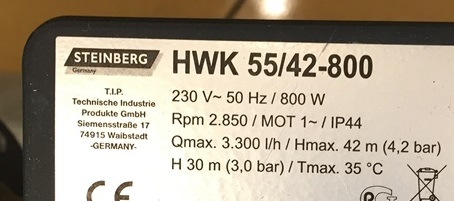 STEINBERG
Germany
T.I.P.
Technische Industrie
Produkte GmbH
Siemensstraße 17
74915 Waibstadt
-GERMANY-
CE
HWK 55/42-800
230 V~ 50 Hz / 800 W
Rpm 2.850 / MOT 1~ / IP44
Qmax. 3.300 l/h / Hmax. 42 m (4,2 bar)
H 30 m (3,0 bar) / Tmax. 35 °C